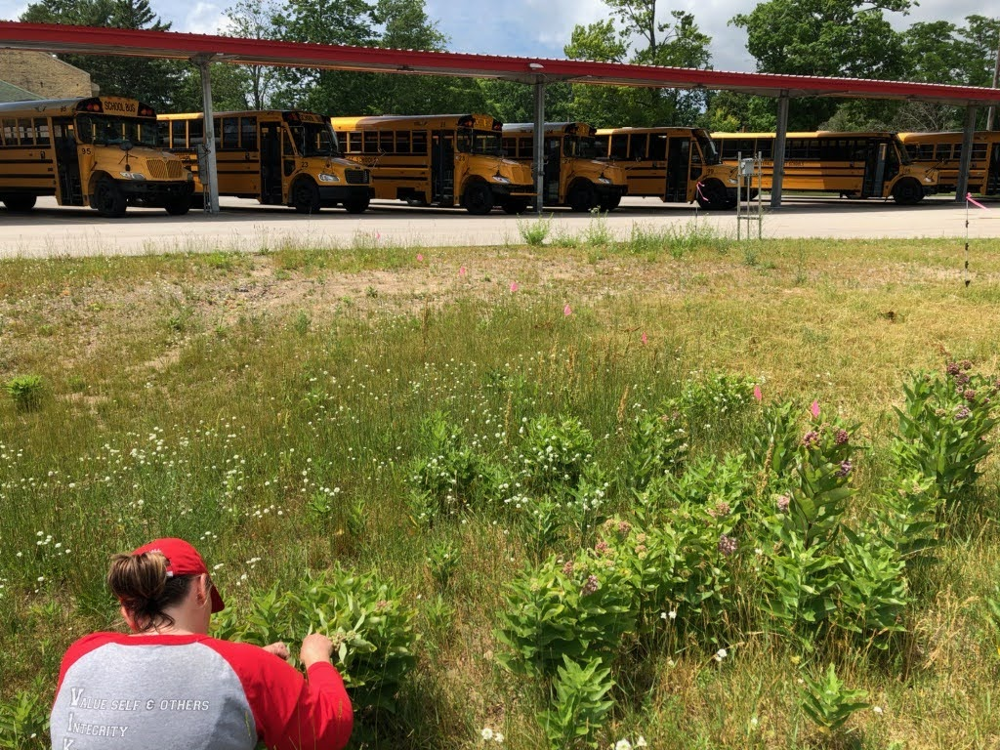 SCHOOL BUS
95
VALUE SELF & OTHERS
INTEGRITY
K